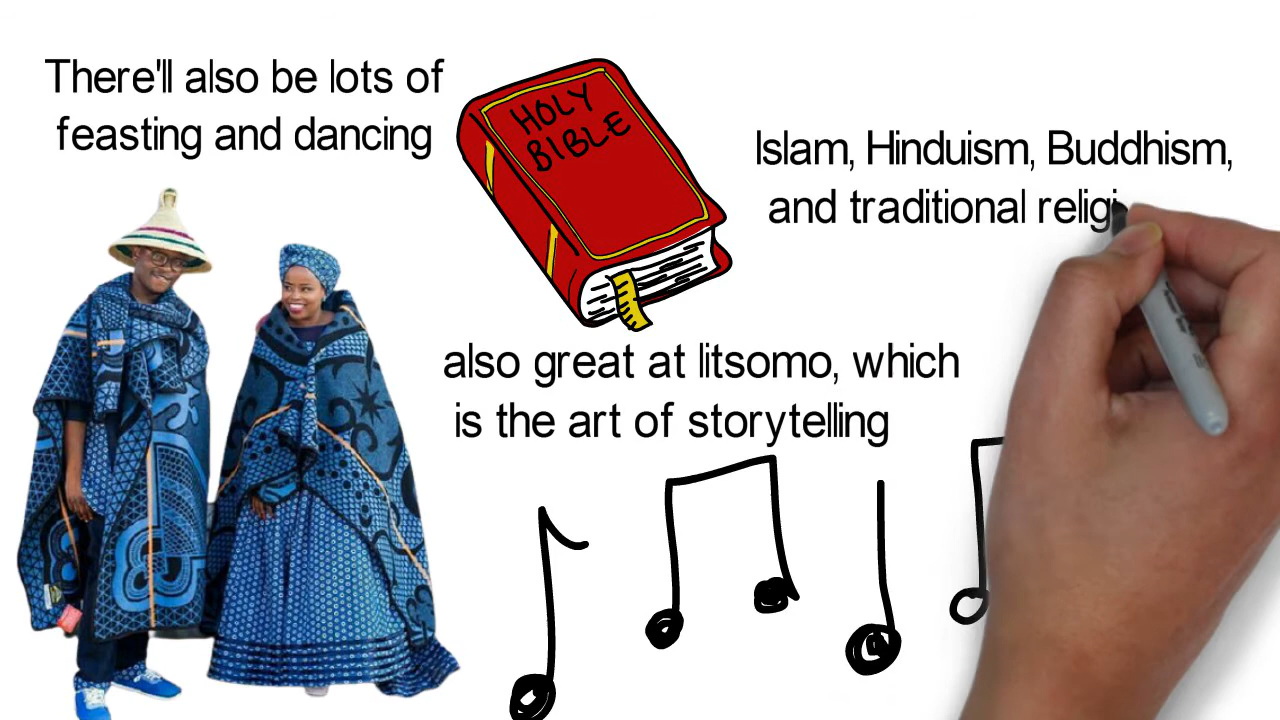 There'll also be lots of
feasting and dancing
HOLY
BIBLE
Islam, Hinduism, Buddhism,
and traditional
also great at litsomo, which
is the art of storytelling